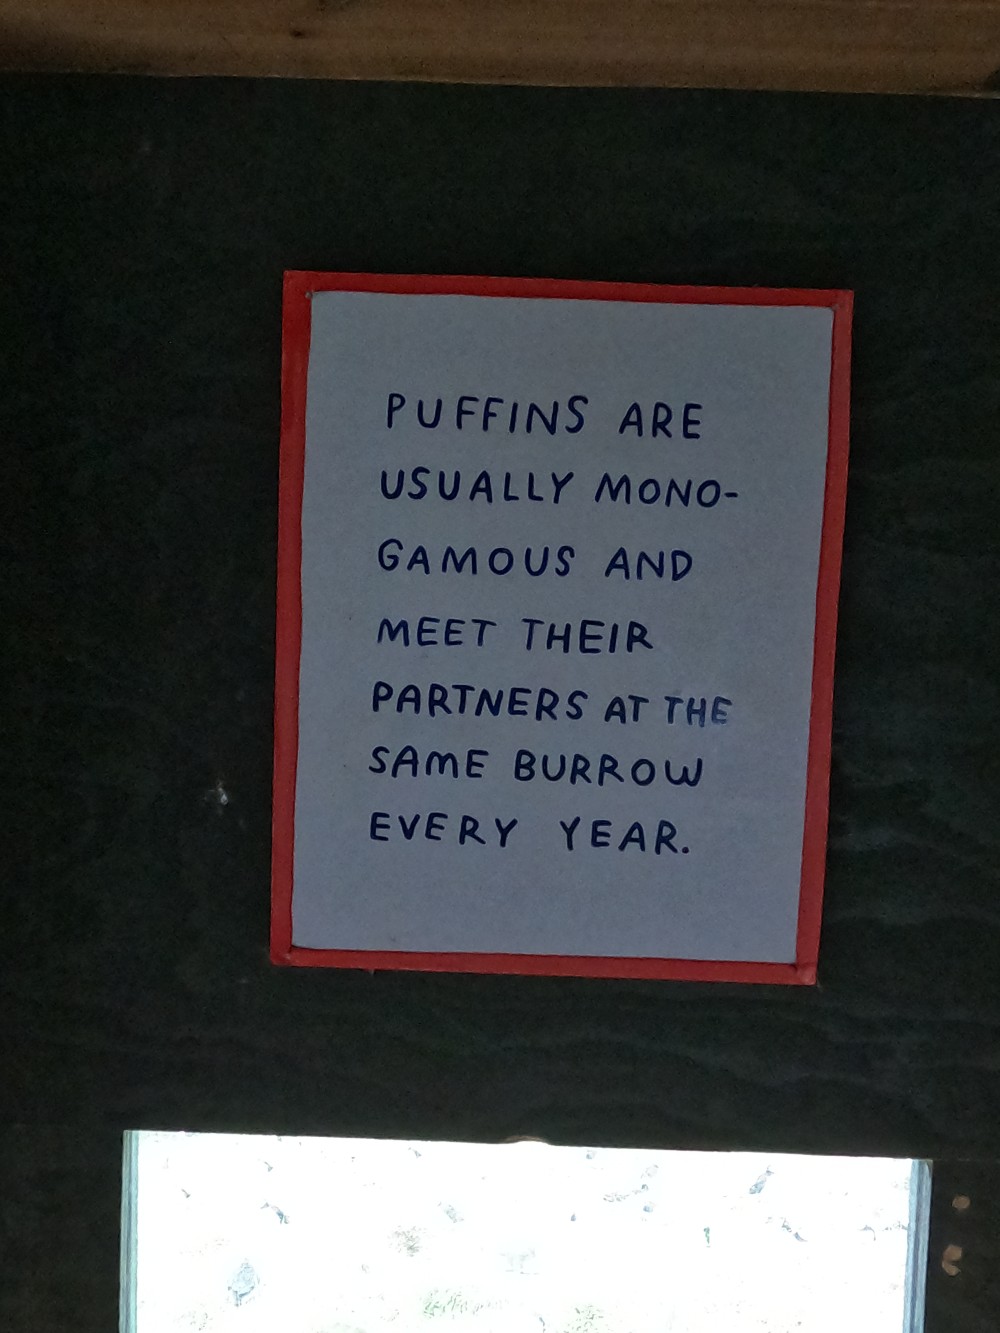 PUFFINS ARE
USUALLY MONO-
GAMOUS AND
MEET THEIR
PARTNERS AT THE
SAME BURROW
EVERY YEAR.